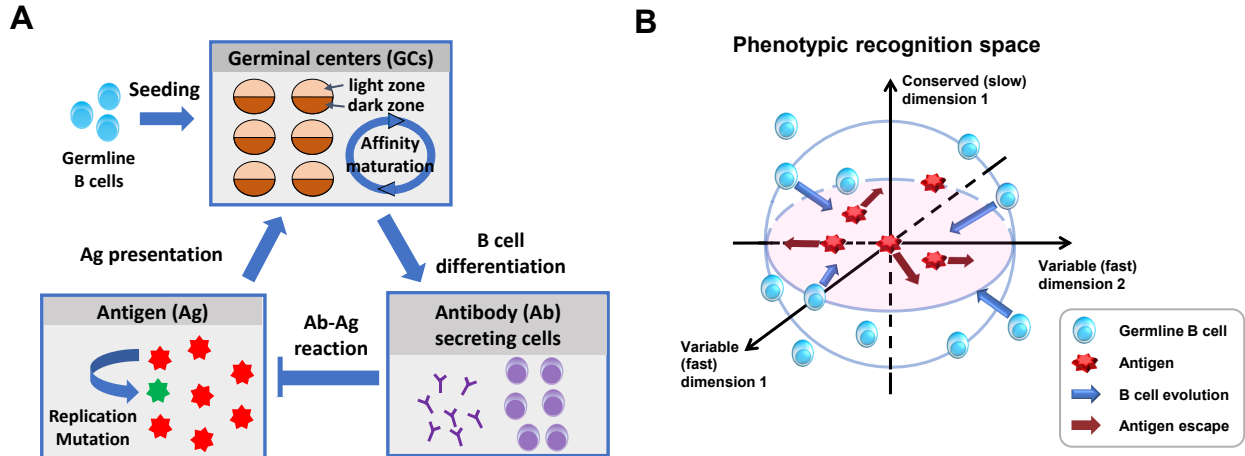 A
Germinal centers (GCs)
light zone
dark zone
Seeding
Affinity
maturation
Germline
B cells
Ag presentation
B cell
differentiation
Antigen (Ag)
Replication
Mutation
Ab-Ag
reaction
Antibody (Ab)
secreting cells
B
Phenotypic recognition space
Conserved (slow)
dimension 1
Variable (fast)
dimension 2
Variable
(fast)
dimension 1
Germline B cell
Antigen
B cell evolution
Antigen escape